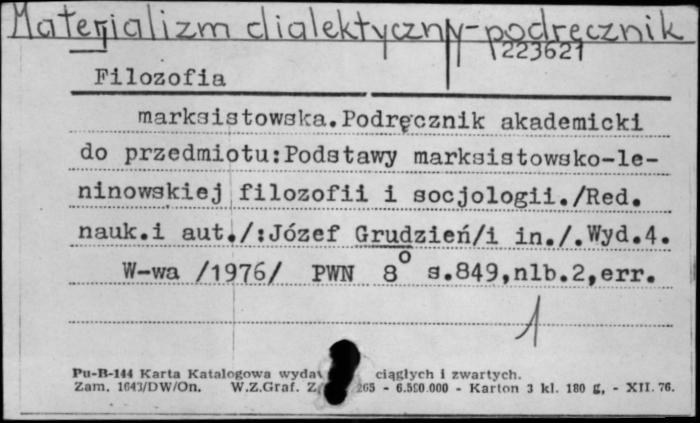 Materializm dialektyczny-podręcznik
223621
Filozofia
marksistowska.Podręcznik akademicki
do przedmiotu:Podstawy marksistowsko-le-
ninowskiej filozofii i socjologii./Red.
nauk.i aut./:Józef Grudzień/i in./.Wyd.4.
W-wa /1976/ PWN 8° s.849,nlb.2,err.
1
Pu-B-144 Karta Katalogowa ciągłych i zwartych.
Zam. /DW/On. W.Z.Graf. 265 - 6.500.000 - Karton 3 kl. 180 g, - XII. 76.